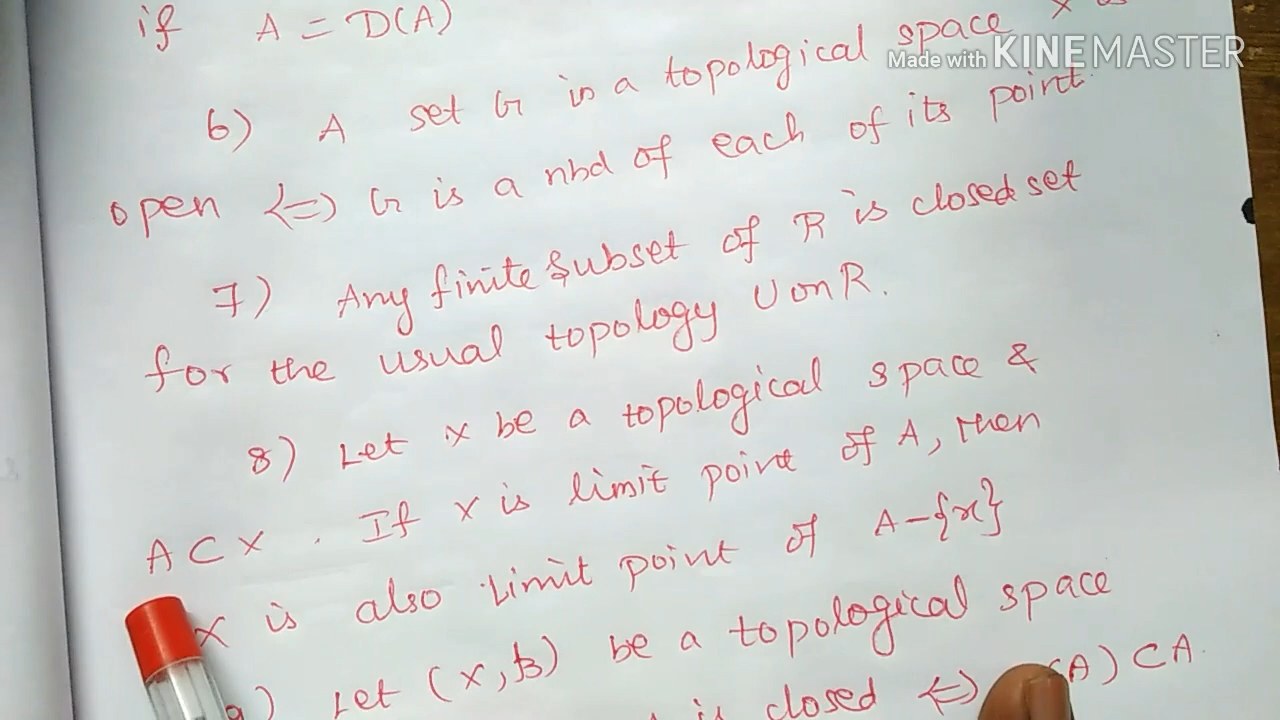 if A = D(A)
Made with KINEMASTER
6) A set G in a topological space X is
open <=> G is a nbd of each of its point.
7) Any finite subset of R is closed set
for the usual topology U on R.
8) Let X be a topological space &
A ⊂ X. If x is limit point of A, then
x is also limit point of A-{x}
9) Let (X, b) be a topological space
is closed <=> (A) ⊂ A.